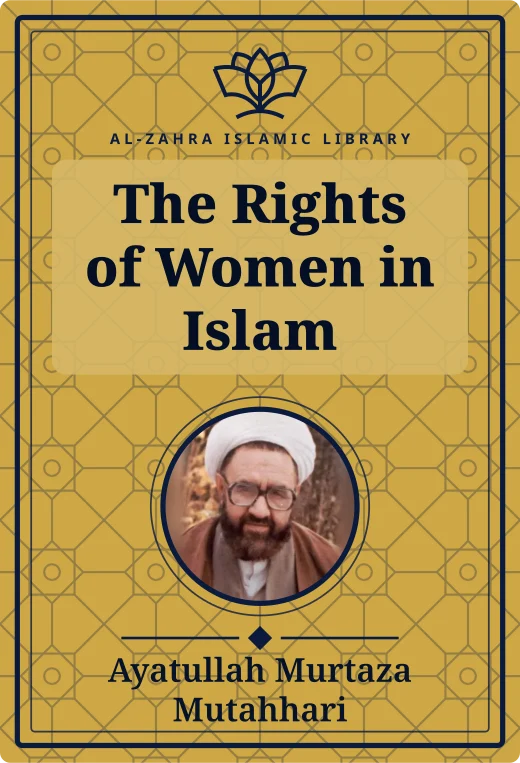 AL-ZAHRA ISLAMIC LIBRARY
The Rights
of Women in
Islam
Ayatullah Murtaza
Mutahhari